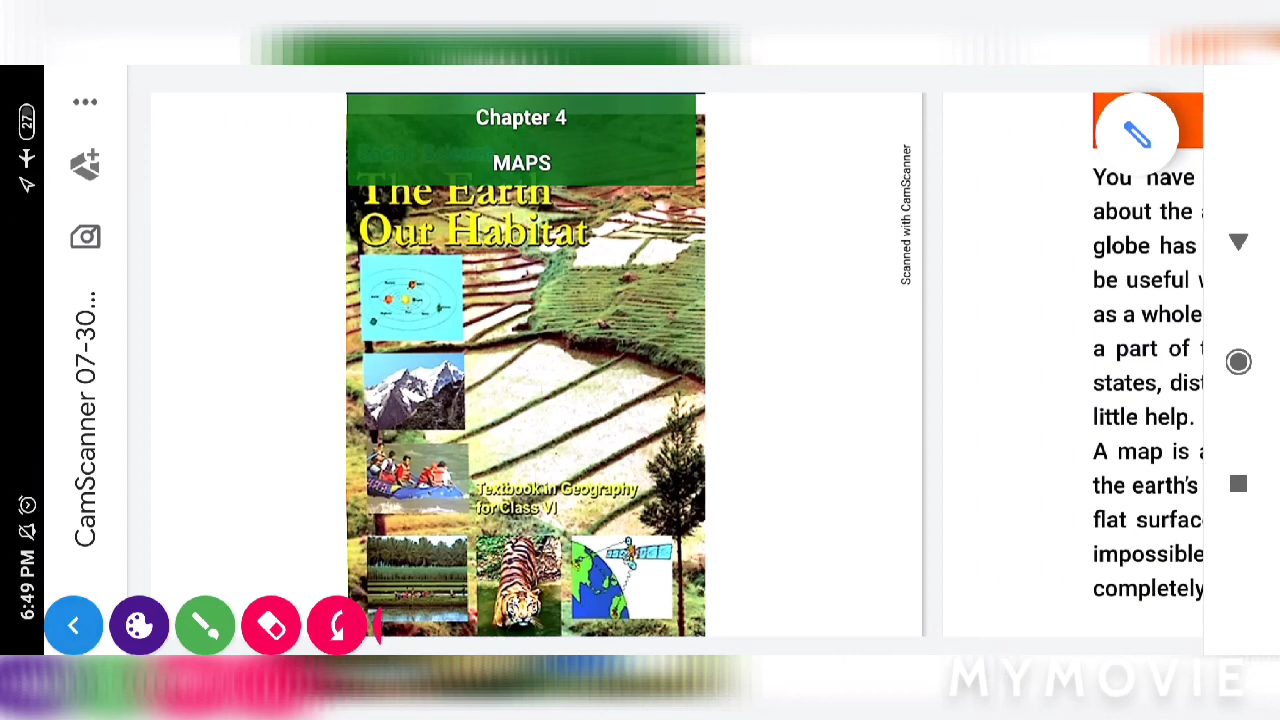 27
6:49 PM
CamScanner 07-30...
Chapter 4
MAPS
The Earth
Our Habitat
Textbook in Geography
for Class VI
Scanned with CamScanner
You have
about the
globe has
be useful
as a whole
a part of
states, dist
little help.
A map is a
the earth's
flat surfac
impossible
completely
MYMOVIE